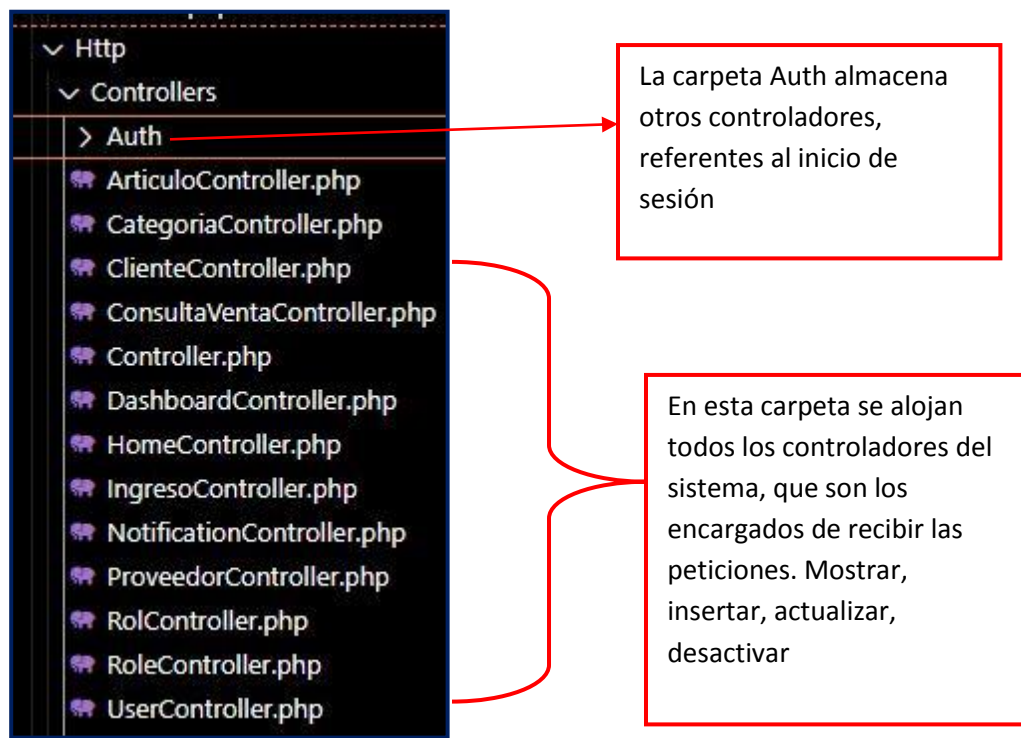 Http
Controllers
Auth
ArticuloController.php
CategoriaController.php
ClienteController.php
ConsultaVentaController.php
Controller.php
DashboardController.php
HomeController.php
IngresoController.php
NotificationController.php
ProveedorController.php
RolController.php
RoleController.php
UserController.php
La carpeta Auth almacena
otros controladores,
referentes al inicio de
sesión
En esta carpeta se alojan
todos los controladores del
sistema, que son los
encargados de recibir las
peticiones. Mostrar,
insertar, actualizar,
desactivar